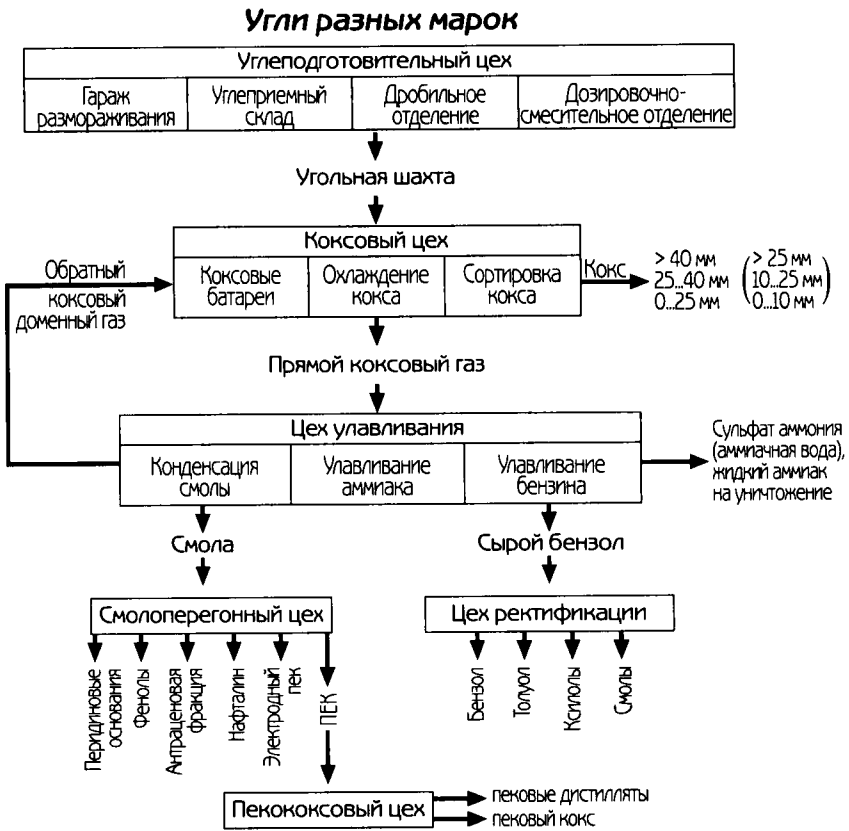 Угли разных марок
Углеподготовительный цех
Гараж
размораживания
Углеприемный
склад
Дробильное
отделение
Дозировочно-
смесительное отделение
Угольная шахта
Коксовый цех
Обратный
коксовый
доменный газ
Коксовые
батареи
Охлаждение
кокса
Сортировка
кокса
Кокс
> 40 мм
25...40 мм
0...25 мм
(> 25 мм
10...25 мм
0...10 мм)
Прямой коксовый газ
Цех улавливания
Конденсация
смолы
Улавливание
аммиака
Улавливание
бензина
Сульфат аммония
(аммиачная вода),
жидкий аммиак
на уничтожение
Смола
Сырой бензол
Смолоперегонный цех
Цех ректификации
Перидиновые
основания
Фенолы
Антраценовая
фракция
Нафталин
Электродный
пек
ПЕК
Бензол
Толуол
Ксилолы
Смолы
Пекококсовый цех
пековые дистилляты
пековый кокс